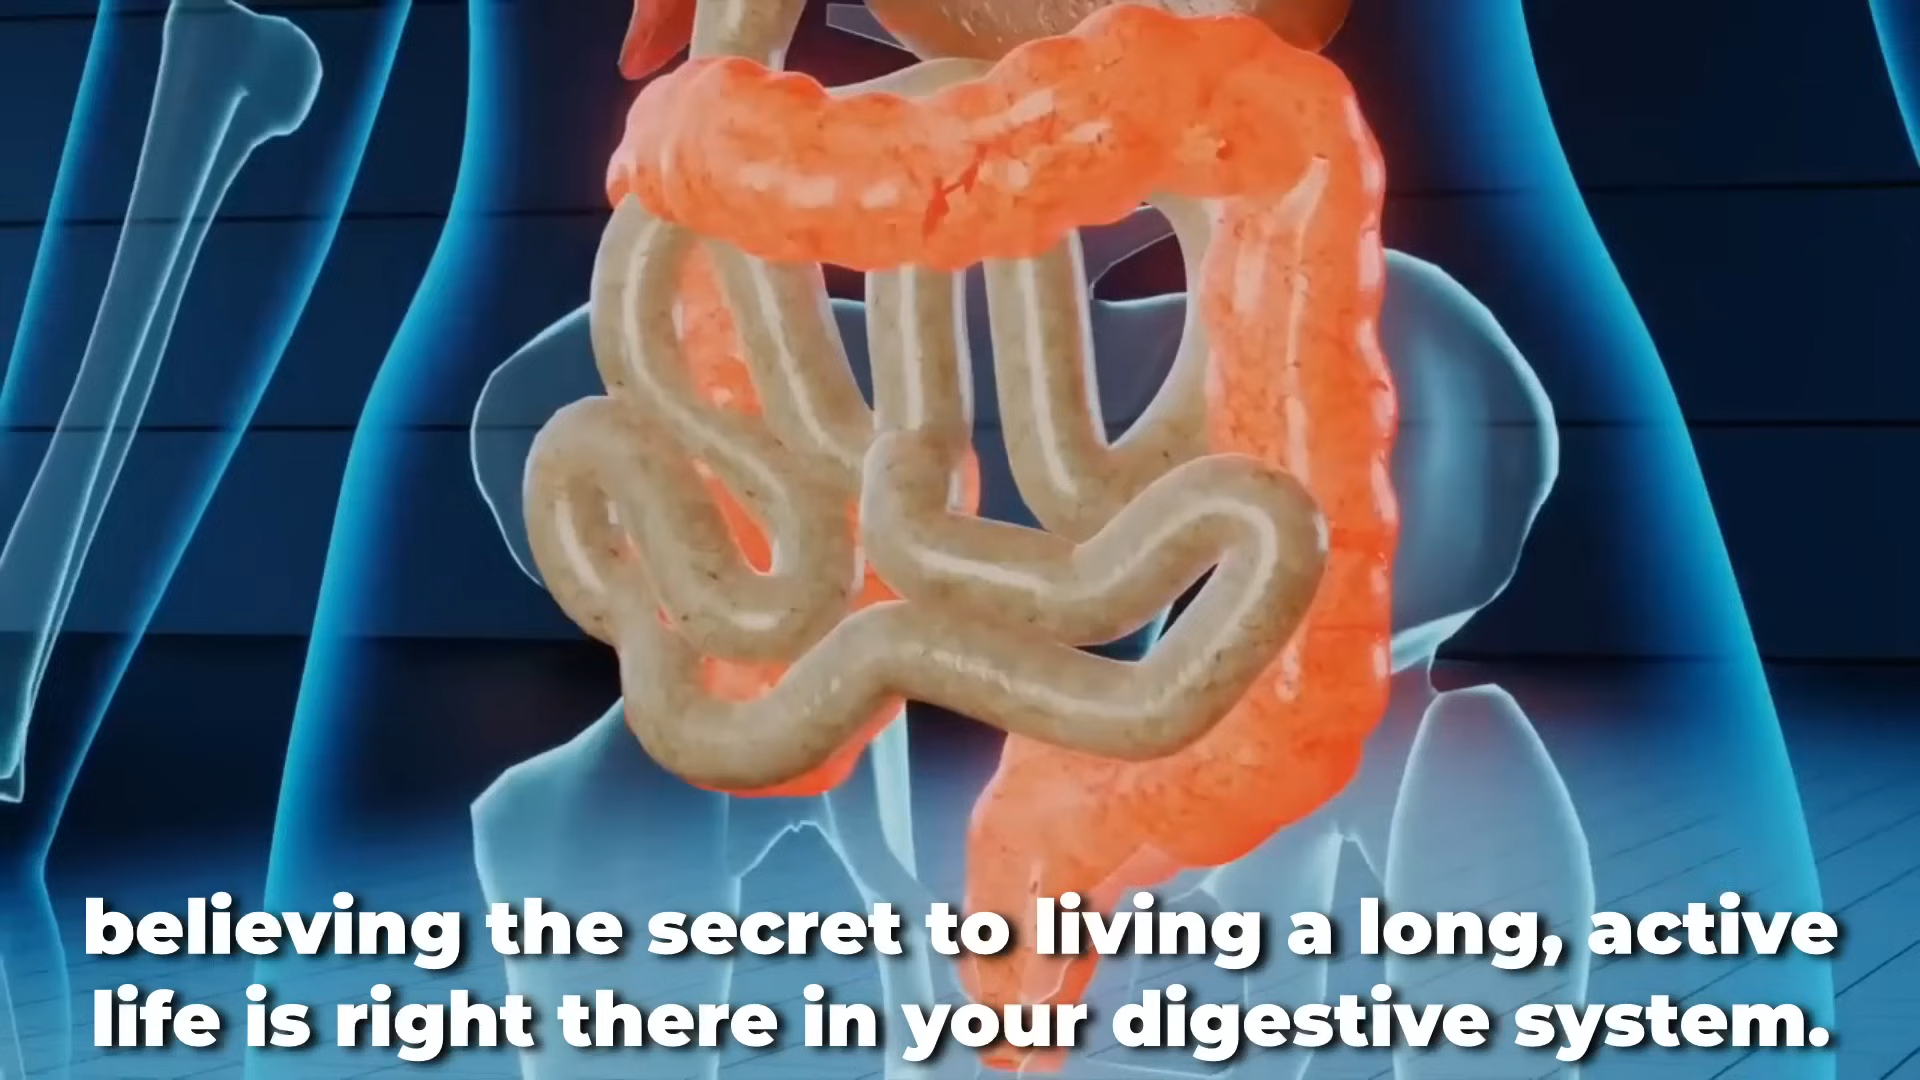 believing the secret to living a long, active
life is right there in your digestive system.